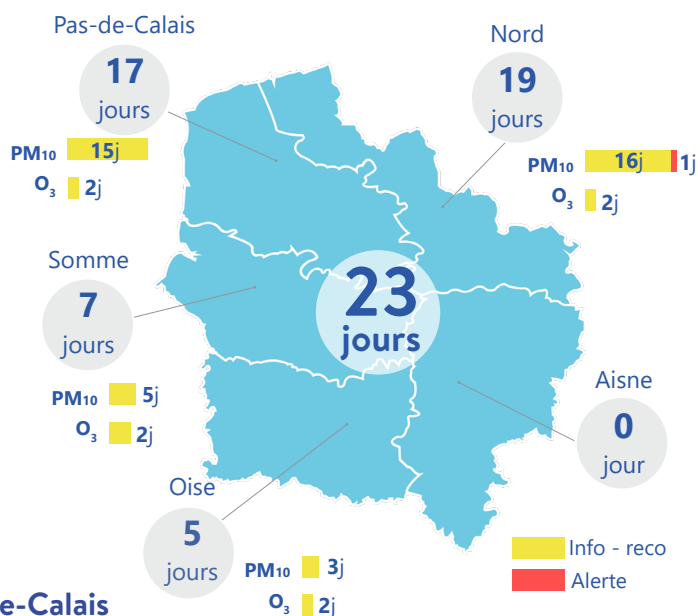 Pas-de-Calais
17
jours
PM10 15j
O3 2j
Nord
19
jours
PM10 16j 1j
O3 2j
Somme
7
jours
PM10 5j
O3 2j
23
jours
Aisne
0
jour
Oise
5
jours
PM10 3j
O3 2j
Info - reco
Alerte
e-Calais